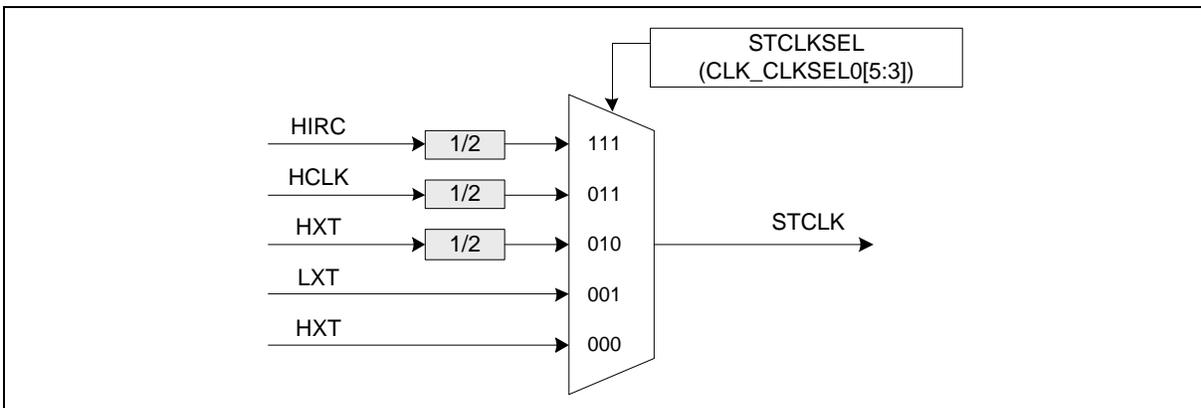 STCLKSEL
(CLK_CLKSEL0[5:3])
HIRC
1/2
111
HCLK
1/2
011
HXT
1/2
010
STCLK
LXT
001
HXT
000